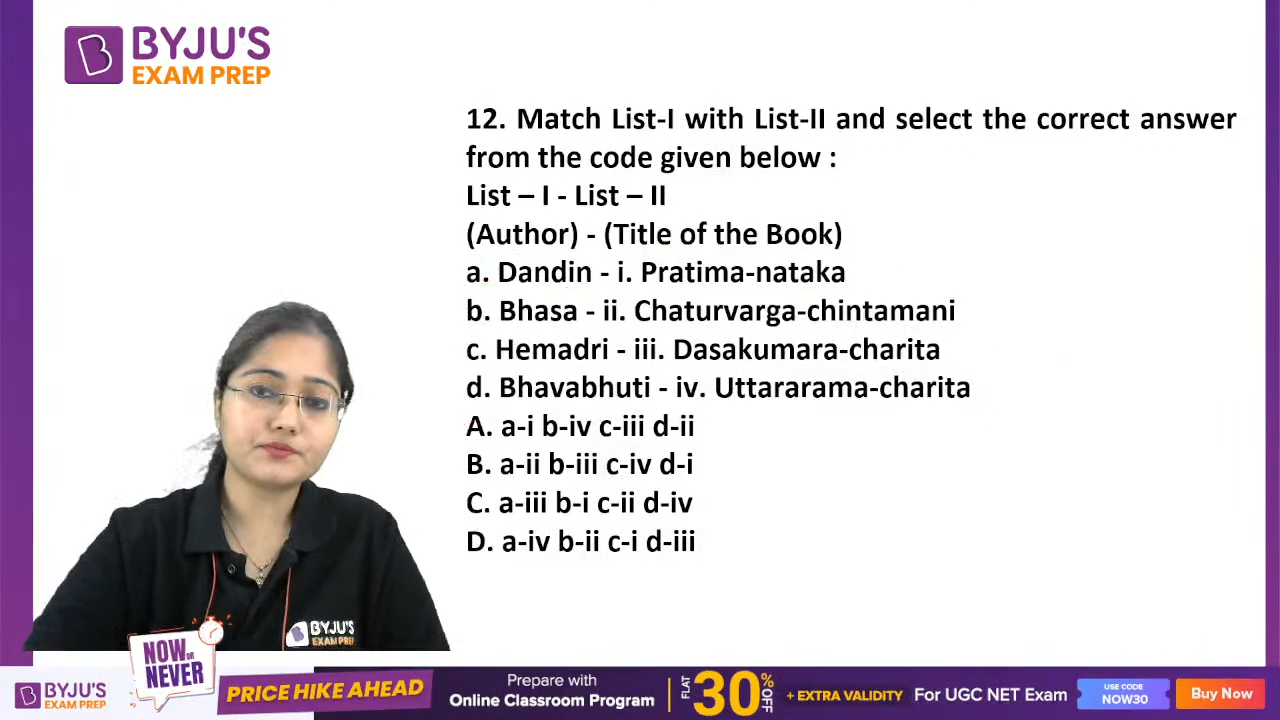 BYJU'S
EXAM PREP
12. Match List-I with List-II and select the correct answer
from the code given below :
List – I - List – II
(Author) - (Title of the Book)
a. Dandin - i. Pratima-nataka
b. Bhasa - ii. Chaturvarga-chintamani
c. Hemadri - iii. Dasakumara-charita
d. Bhavabhuti - iv. Uttararama-charita
A. a-i b-iv c-iii d-ii
B. a-ii b-iii c-iv d-i
C. a-iii b-i c-ii d-iv
D. a-iv b-ii c-i d-iii
BYJU'S
EXAM PREP
NOW OR
NEVER
BYJU'S
EXAM PREP
PRICE HIKE AHEAD
Prepare with
Online Classroom Program
FLAT 30% OFF
+ EXTRA VALIDITY
For UGC NET Exam
USE CODE
NOW30
Buy Now